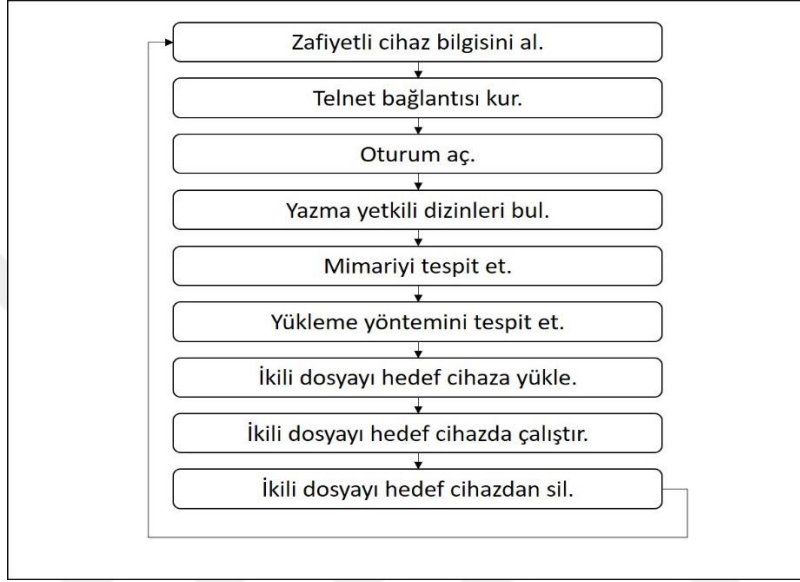 Zafiyetli cihaz bilgisini al.
Telnet bağlantısı kur.
Oturum aç.
Yazma yetkili dizinleri bul.
Mimariyi tespit et.
Yükleme yöntemini tespit et.
İkili dosyayı hedef cihaza yükle.
İkili dosyayı hedef cihazda çalıştır.
İkili dosyayı hedef cihazdan sil.